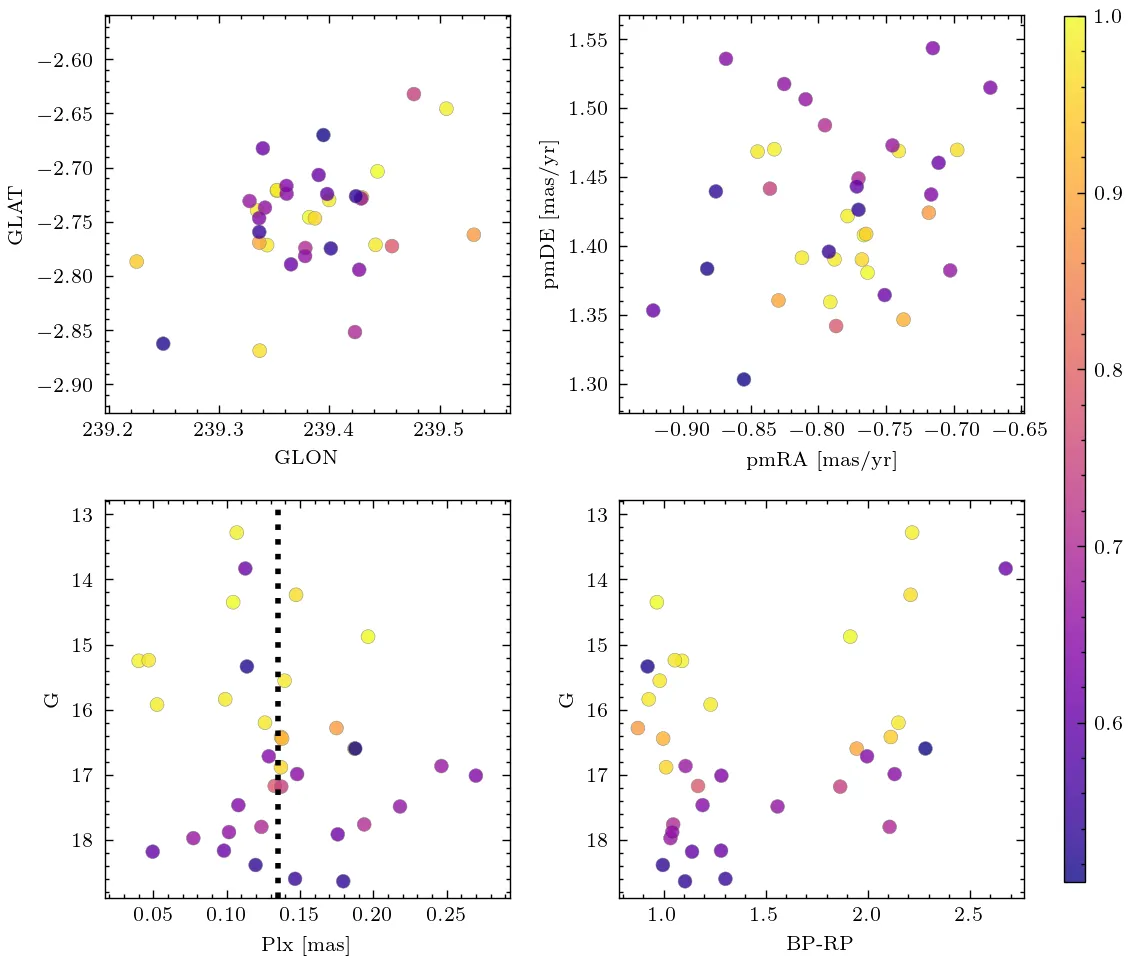 −2.60
−2.65
−2.70
−2.75
−2.80
−2.85
−2.90
GLAT
239.2 239.3 239.4 239.5
GLON
1.55
1.50
1.45
1.40
1.35
1.30
pmDE [mas/yr]
−0.90 −0.85 −0.80 −0.75 −0.70 −0.65
pmRA [mas/yr]
1.0
0.9
0.8
0.7
0.6
13
14
15
16
17
18
G
0.05 0.10 0.15 0.20 0.25
Plx [mas]
13
14
15
16
17
18
G
1.0 1.5 2.0 2.5
BP-RP